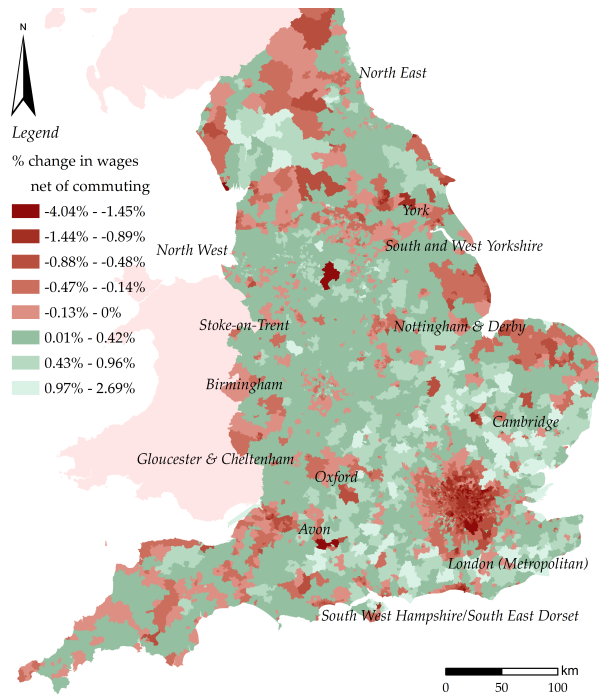 N
North East
Legend
% change in wages
net of commuting
-4.04% - -1.45%
-1.44% - -0.89%
-0.88% - -0.48%
-0.47% - -0.14%
-0.13% - 0%
0.01% - 0.42%
0.43% - 0.96%
0.97% - 2.69%
York
South and West Yorkshire
North West
Stoke-on-Trent
Nottingham & Derby
Birmingham
Cambridge
Gloucester & Cheltenham
Oxford
Avon
London (Metropolitan)
South West Hampshire/South East Dorset
km
0 50 100